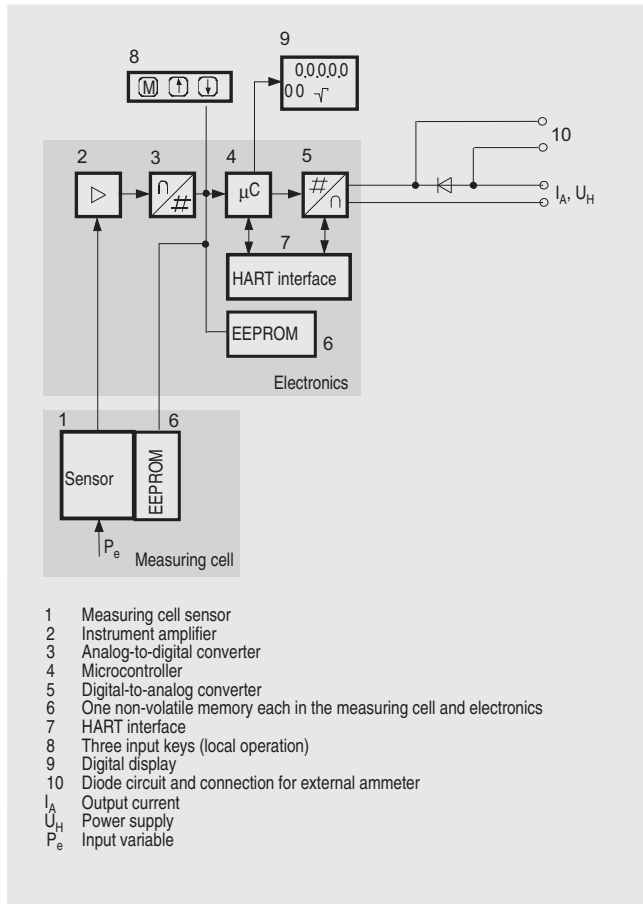 9
8
0.0.0.0.0
00 √
M ↑ ↓
10
2 3 4 5
▷ ∩ # µC # ∩
I_A, U_H
7
HART interface
EEPROM
6
Electronics
1 6
Sensor
EEPROM
P_e
Measuring cell
1 Measuring cell sensor
2 Instrument amplifier
3 Analog-to-digital converter
4 Microcontroller
5 Digital-to-analog converter
6 One non-volatile memory each in the measuring cell and electronics
7 HART interface
8 Three input keys (local operation)
9 Digital display
10 Diode circuit and connection for external ammeter
I_A Output current
U_H Power supply
P_e Input variable